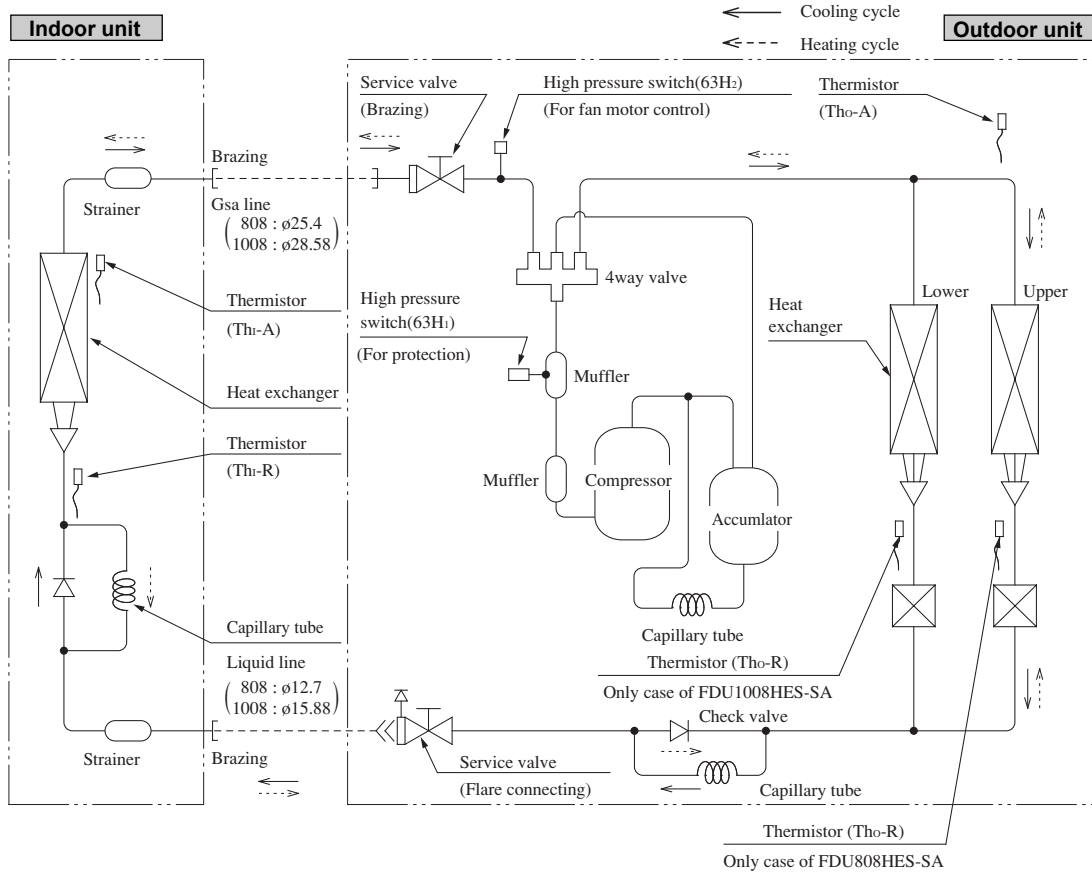 Cooling cycle
Heating cycle
Indoor unit
Outdoor unit
Service valve
(Brazing)
High pressure switch(63H2)
(For fan motor control)
Thermistor
(ThO-A)
Brazing
Strainer
Gsa line
808 : ø25.4
1008 : ø28.58
4way valve
Thermistor
(ThI-A)
High pressure
switch(63H1)
(For protection)
Lower
Upper
Heat
exchanger
Muffler
Heat exchanger
Thermistor
(ThI-R)
Muffler
Compressor
Accumlator
Capillary tube
Capillary tube
Liquid line
808 : ø12.7
1008 : ø15.88
Thermistor (ThO-R)
Only case of FDU1008HES-SA
Check valve
Strainer
Brazing
Service valve
(Flare connecting)
Capillary tube
Thermistor (ThO-R)
Only case of FDU808HES-SA